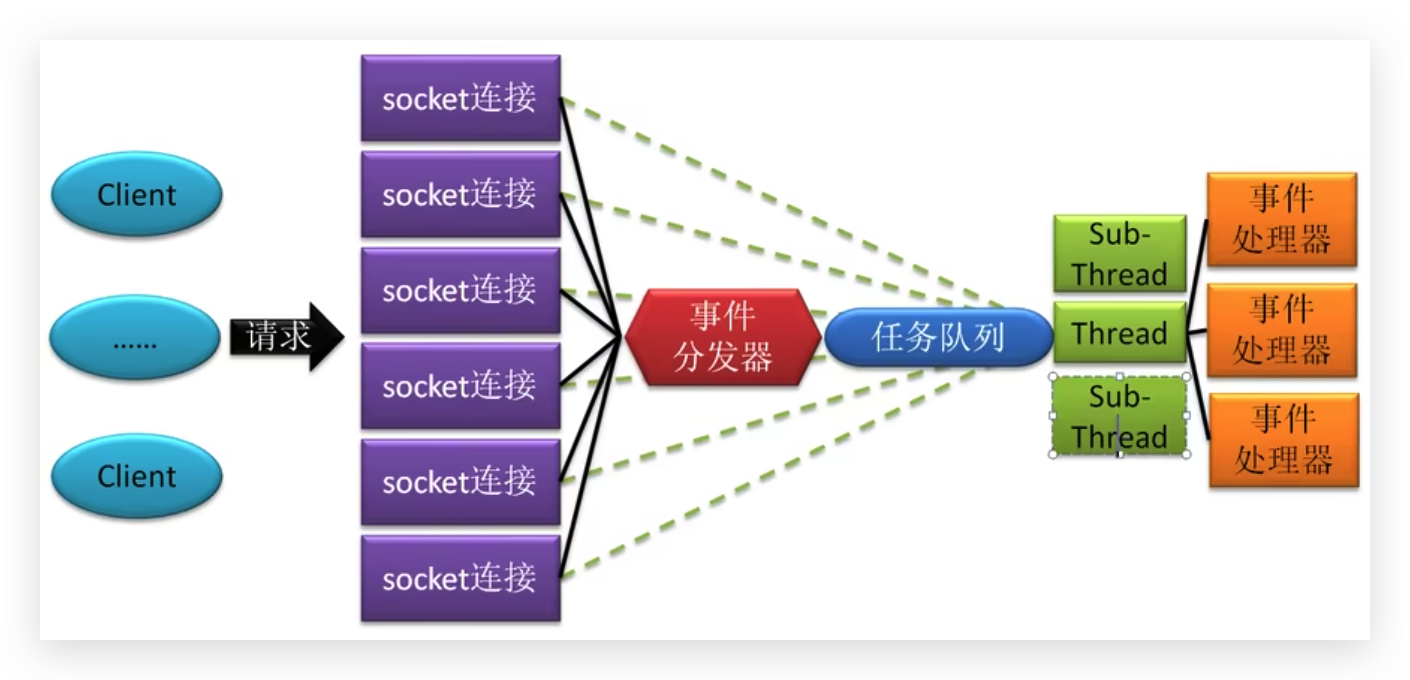 Client
......
Client
请求
socket连接
socket连接
socket连接
socket连接
socket连接
socket连接
事件
分发器
任务队列
Sub-
Thread
Thread
Sub-
Thread
事件
处理器
事件
处理器
事件
处理器